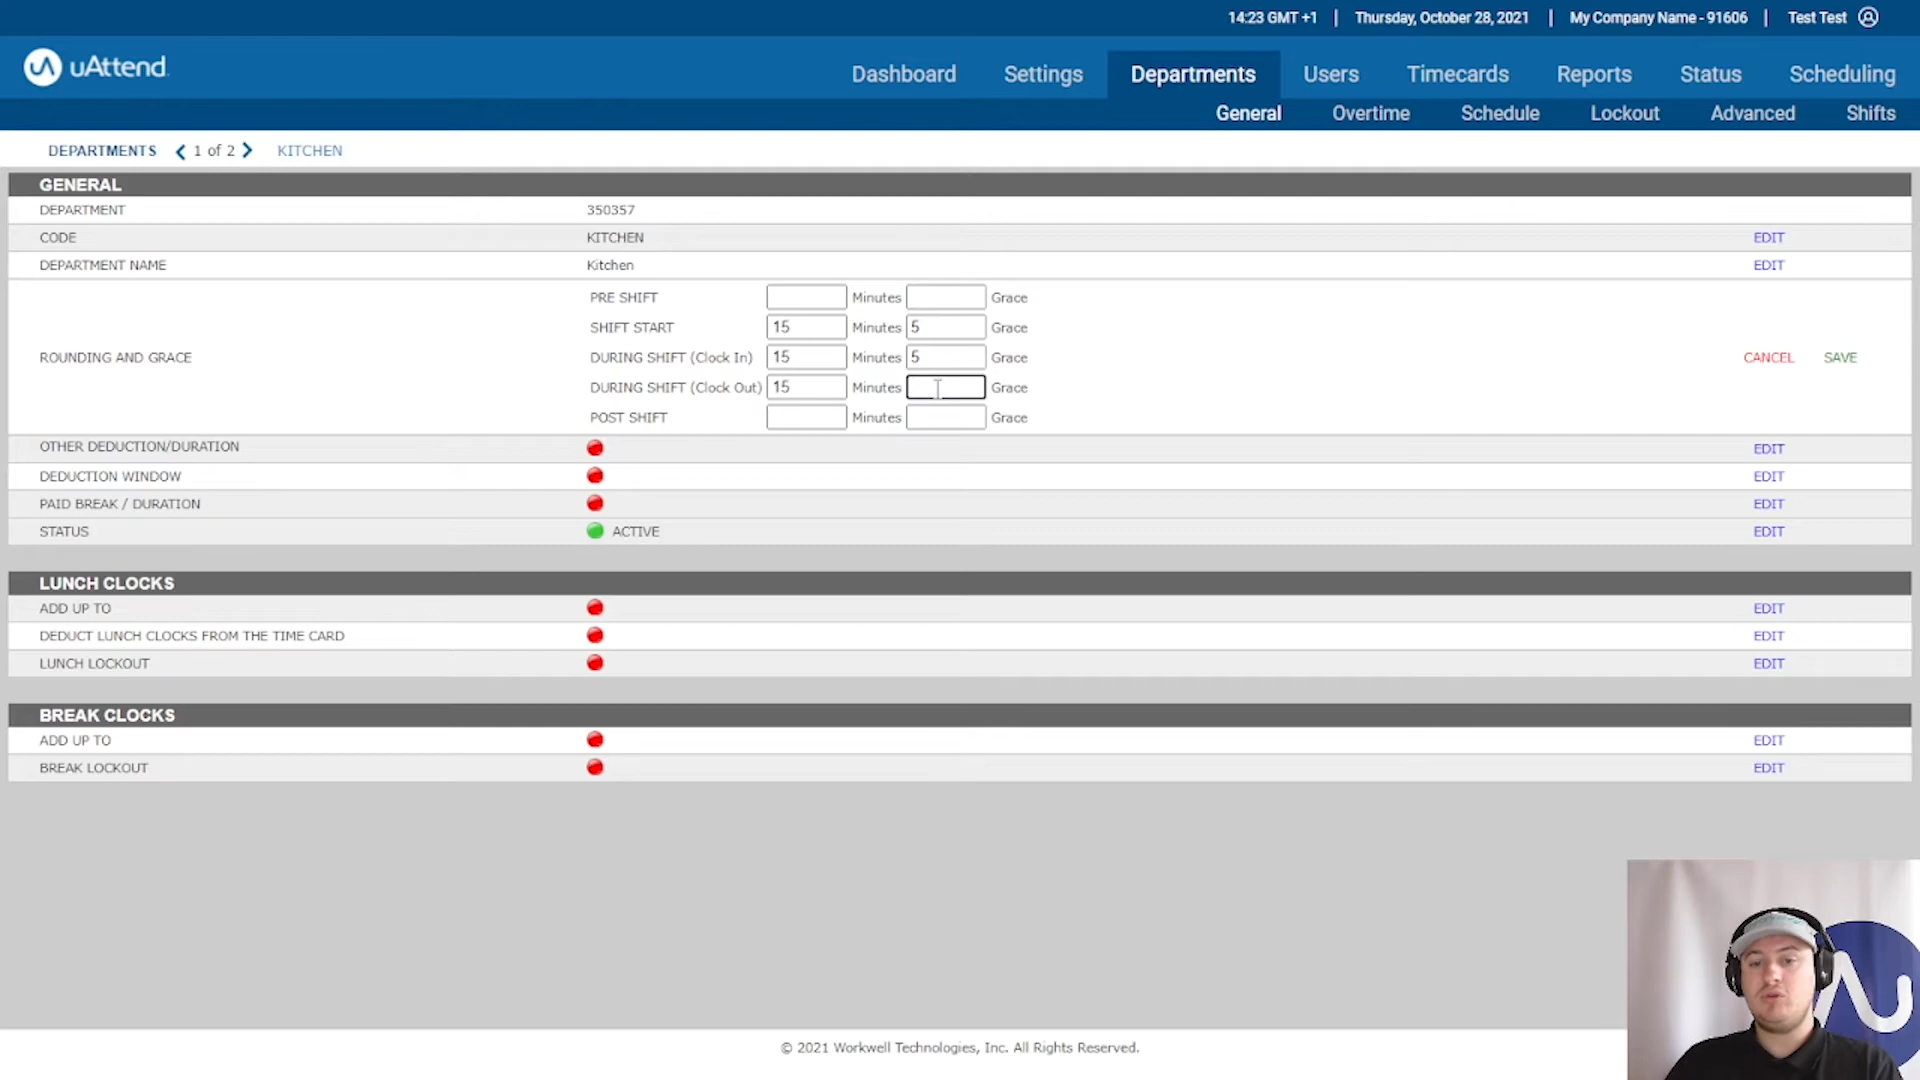 14:23 GMT +1 | Thursday, October 28, 2021 | My Company Name - 91606 | Test Test
uAttend
Dashboard Settings Departments Users Timecards Reports Status Scheduling
General Overtime Schedule Lockout Advanced Shifts
DEPARTMENTS 1 of 2 KITCHEN
GENERAL
DEPARTMENT 350357
CODE KITCHEN EDIT
DEPARTMENT NAME Kitchen EDIT
PRE SHIFT Minutes Grace
SHIFT START 15 Minutes 5 Grace
ROUNDING AND GRACE DURING SHIFT (Clock In) 15 Minutes 5 Grace CANCEL SAVE
DURING SHIFT (Clock Out) 15 Minutes Grace
POST SHIFT Minutes Grace
OTHER DEDUCTION/DURATION EDIT
DEDUCTION WINDOW EDIT
PAID BREAK / DURATION EDIT
STATUS ACTIVE EDIT
LUNCH CLOCKS
ADD UP TO EDIT
DEDUCT LUNCH CLOCKS FROM THE TIME CARD EDIT
LUNCH LOCKOUT EDIT
BREAK CLOCKS
ADD UP TO EDIT
BREAK LOCKOUT EDIT
© 2021 Workwell Technologies, Inc. All Rights Reserved.